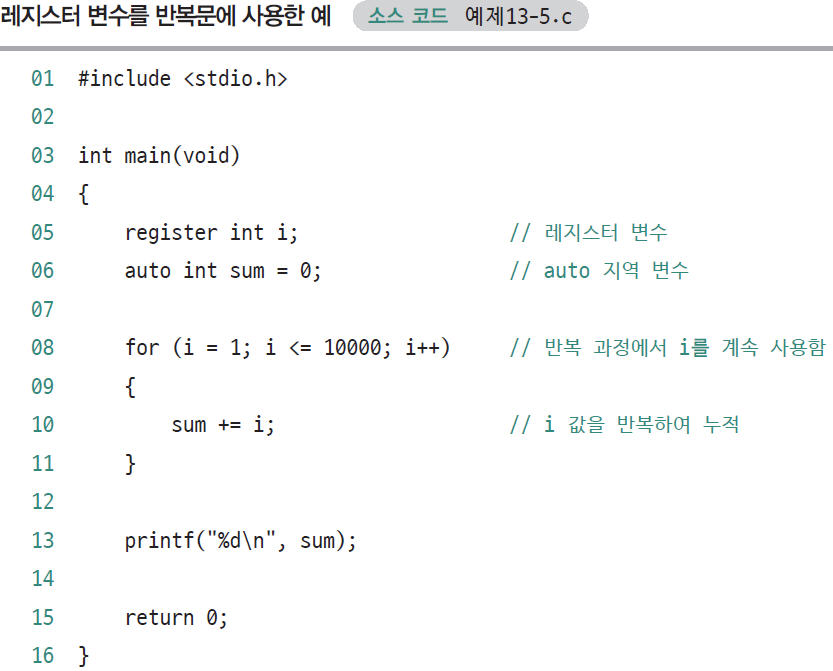 레지스터 변수를 반복문에 사용한 예 소스 코드 예제13-5.c
01 #include <stdio.h>
02
03 int main(void)
04 {
05 register int i; // 레지스터 변수
06 auto int sum = 0; // auto 지역 변수
07
08 for (i = 1; i <= 10000; i++) // 반복 과정에서 i를 계속 사용함
09 {
10 sum += i; // i 값을 반복하여 누적
11 }
12
13 printf("%d\n", sum);
14
15 return 0;
16 }